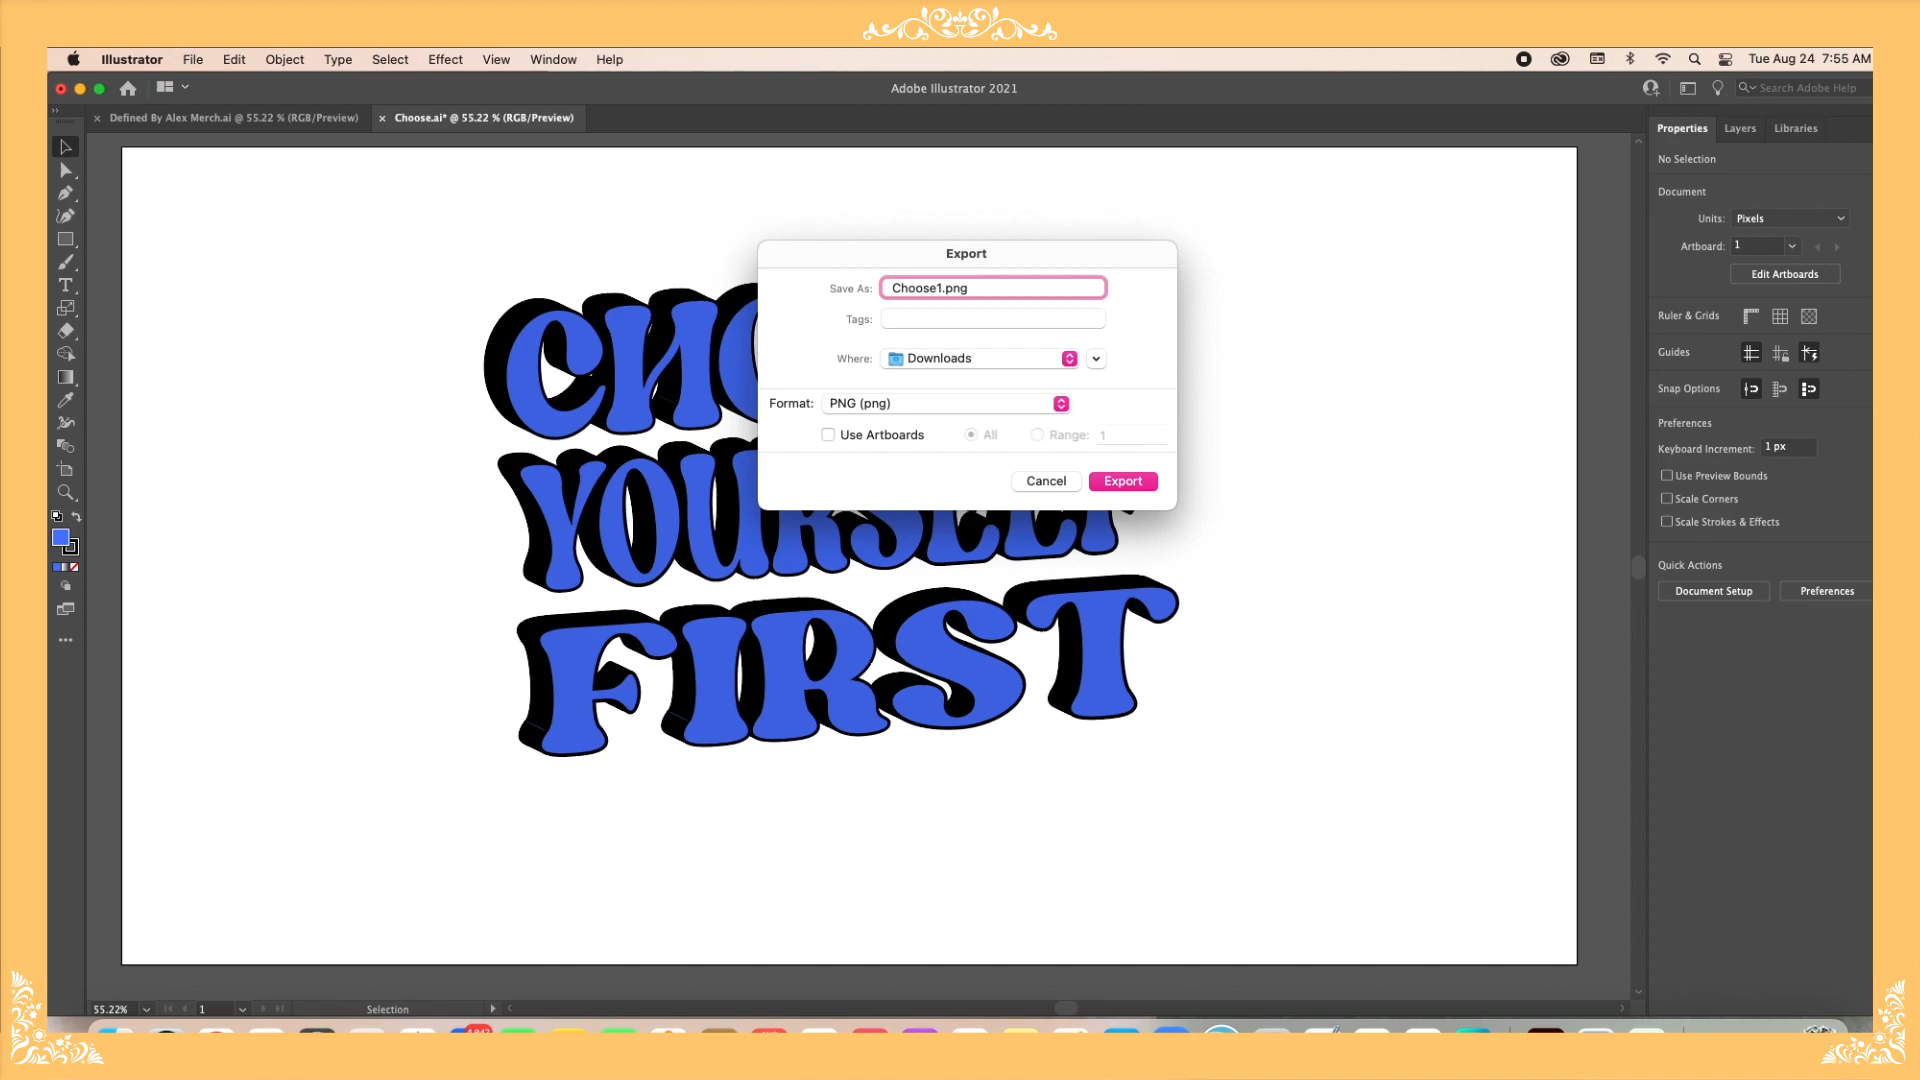 Illustrator File Edit Object Type Select Effect View Window Help
Tue Aug 24 7:55 AM
Adobe Illustrator 2021
Search Adobe Help
Defined By Alex Merch.ai @ 55.22 % (RGB/Preview)
Choose.ai* @ 55.22 % (RGB/Preview)
Properties Layers Libraries
No Selection
Document
Units: Pixels
Artboard: 1
Edit Artboards
Ruler & Grids
Guides
Snap Options
Preferences
Keyboard Increment: 1 px
Use Preview Bounds
Scale Corners
Scale Strokes & Effects
Quick Actions
Document Setup Preferences
Export
Save As: Choose1.png
Tags:
Where: Downloads
Format: PNG (png)
Use Artboards All Range: 1
Cancel Export
YOURSELF
FIRST
55.22% 1 Selection